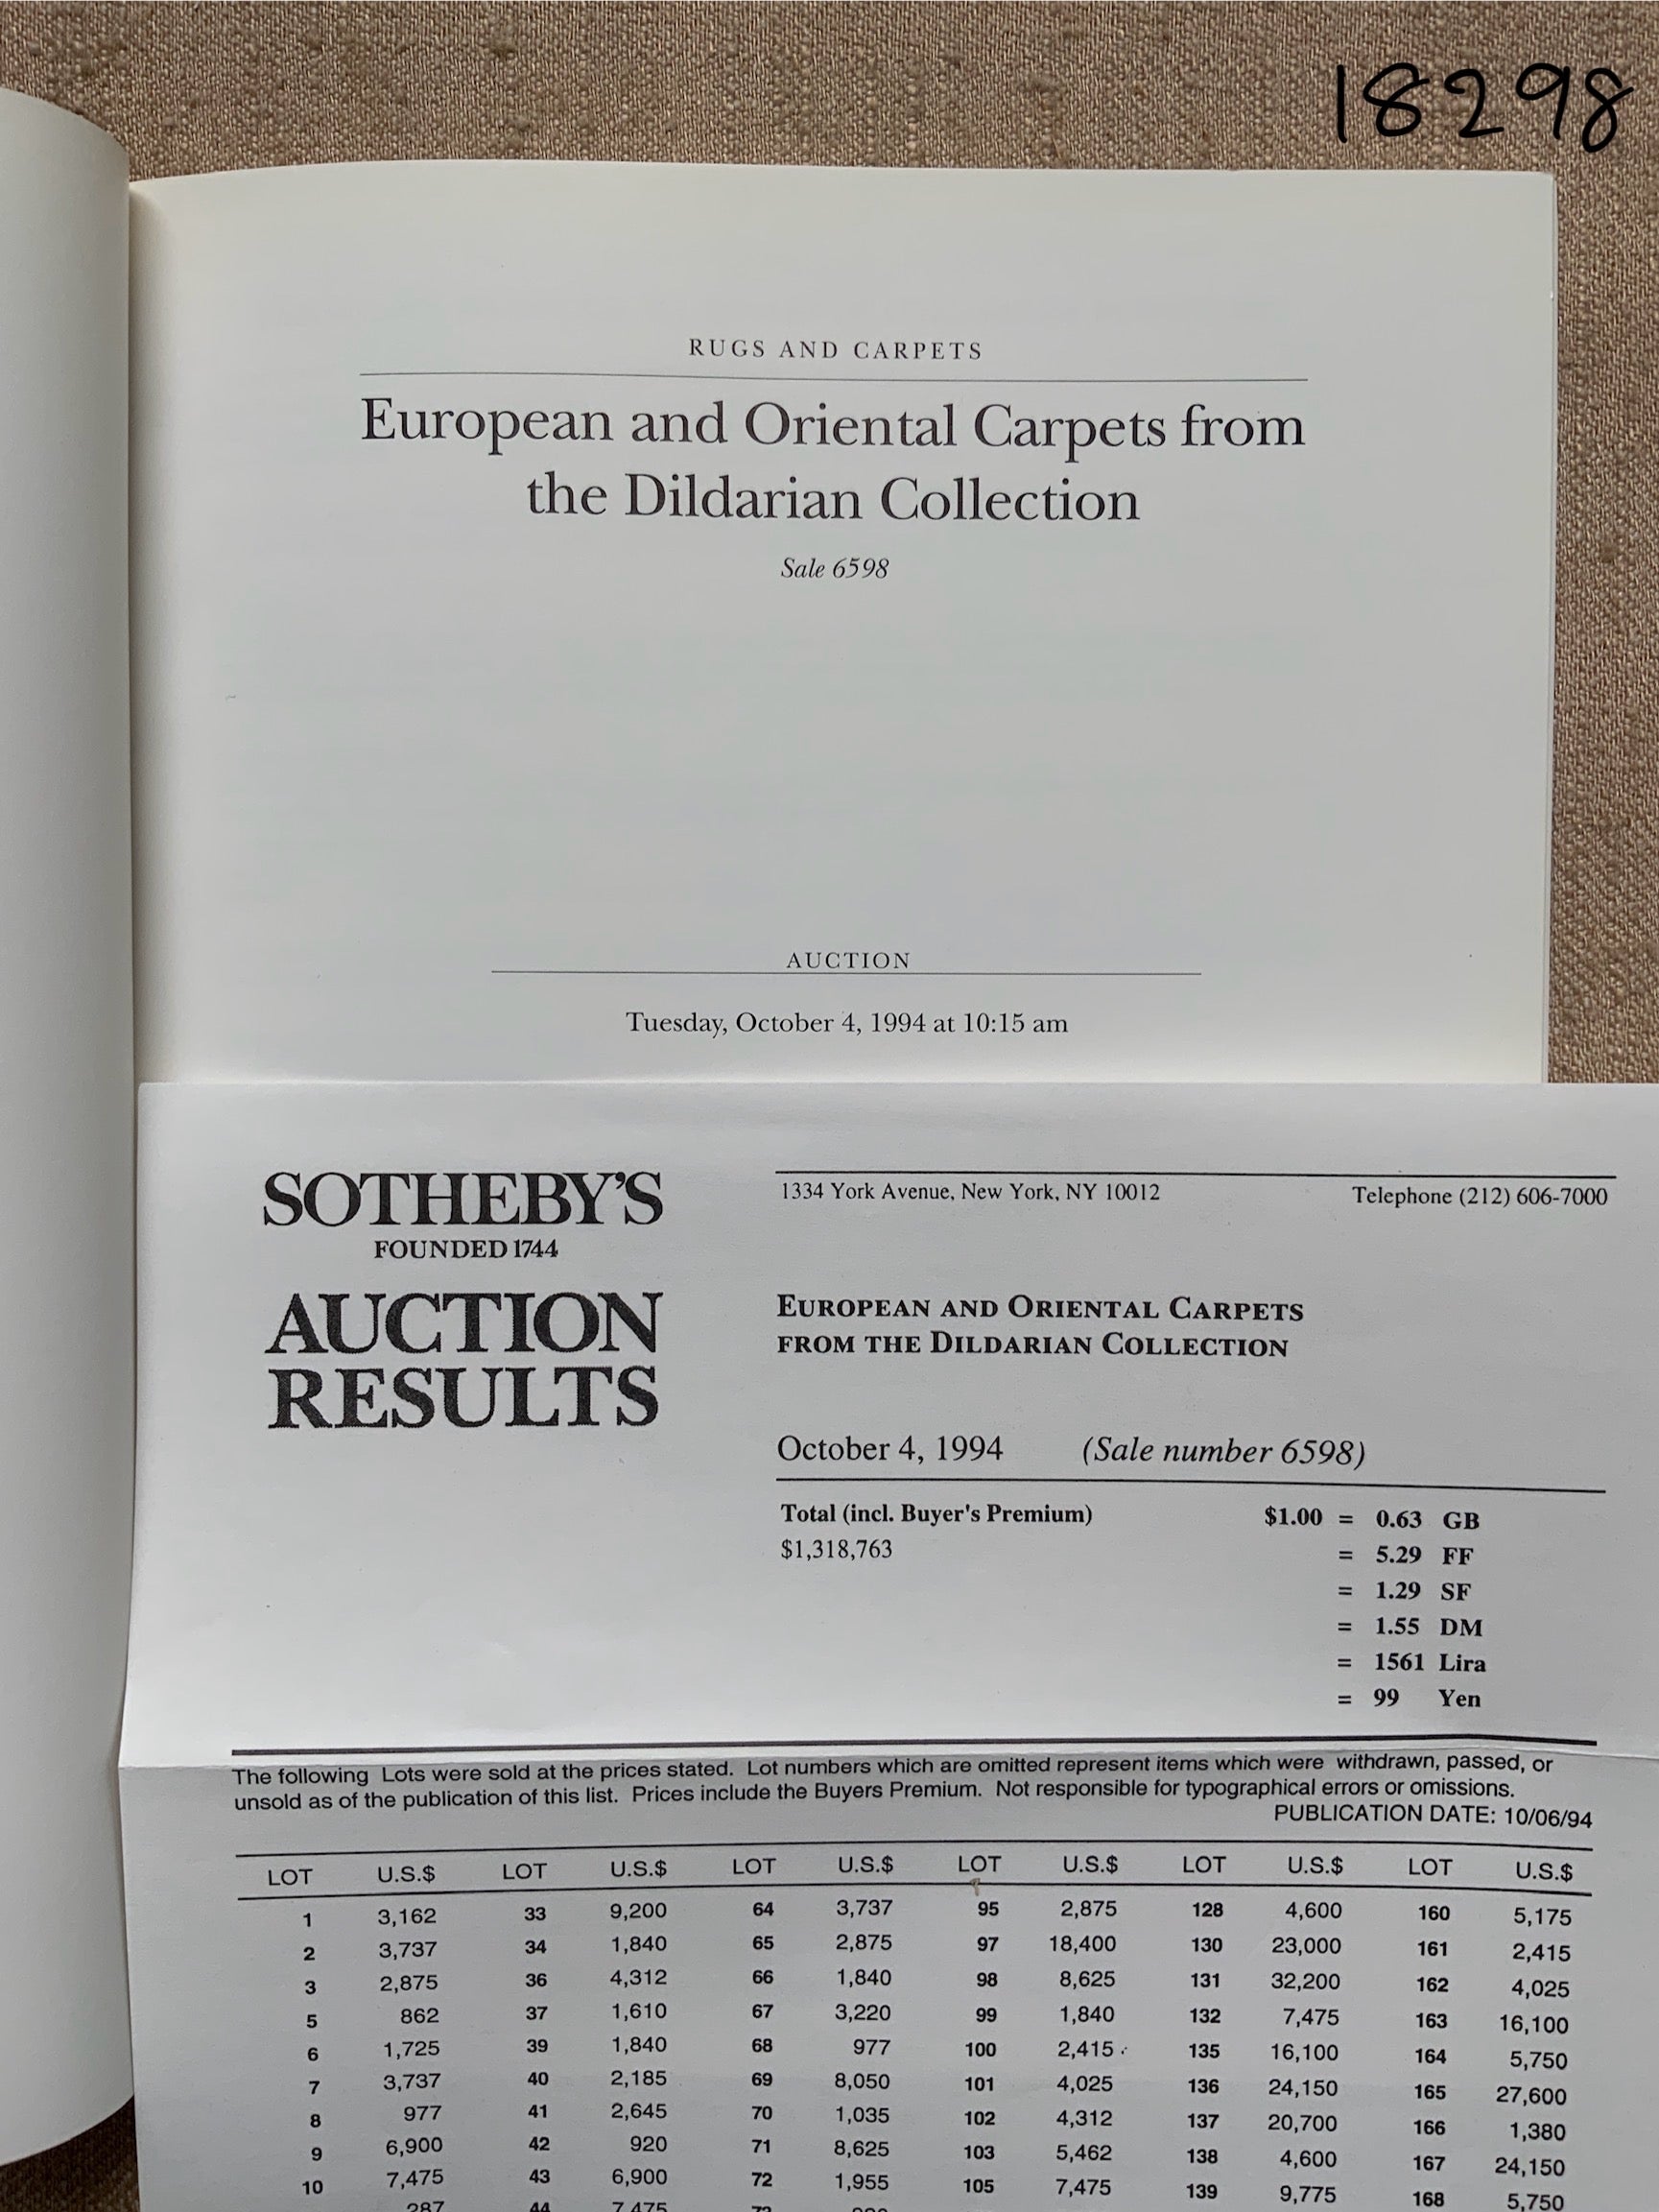 18298
RUGS AND CARPETS
European and Oriental Carpets from
the Dildarian Collection
Sale 6598
AUCTION
Tuesday, October 4, 1994 at 10:15 am
SOTHEBY'S
FOUNDED 1744
AUCTION
RESULTS
1334 York Avenue, New York, NY 10012 Telephone (212) 606-7000
EUROPEAN AND ORIENTAL CARPETS
FROM THE DILDARIAN COLLECTION
October 4, 1994 (Sale number 6598)
Total (incl. Buyer's Premium) $1.00 = 0.63 GB
$1,318,763 = 5.29 FF
= 1.29 SF
= 1.55 DM
= 1561 Lira
= 99 Yen
The following Lots were sold at the prices stated. Lot numbers which are omitted represent items which were withdrawn, passed, or
unsold as of the publication of this list. Prices include the Buyers Premium. Not responsible for typographical errors or omissions.
PUBLICATION DATE: 10/06/94
LOT U.S.$ LOT U.S.$ LOT U.S.$ LOT U.S.$ LOT U.S.$ LOT U.S.$
1 3,162 33 9,200 64 3,737 95 2,875 128 4,600 160 5,175
2 3,737 34 1,840 65 2,875 97 18,400 130 23,000 161 2,415
3 2,875 36 4,312 66 1,840 98 8,625 131 32,200 162 4,025
5 862 37 1,610 67 3,220 99 1,840 132 7,475 163 16,100
6 1,725 39 1,840 68 977 100 2,415 135 16,100 164 5,750
7 3,737 40 2,185 69 8,050 101 4,025 136 24,150 165 27,600
8 977 41 2,645 70 1,035 102 4,312 137 20,700 166 1,380
9 6,900 42 920 71 8,625 103 5,462 138 4,600 167 24,150
10 7,475 43 6,900 72 1,955 105 7,475 139 9,775 168 5,750
287 44 7,475